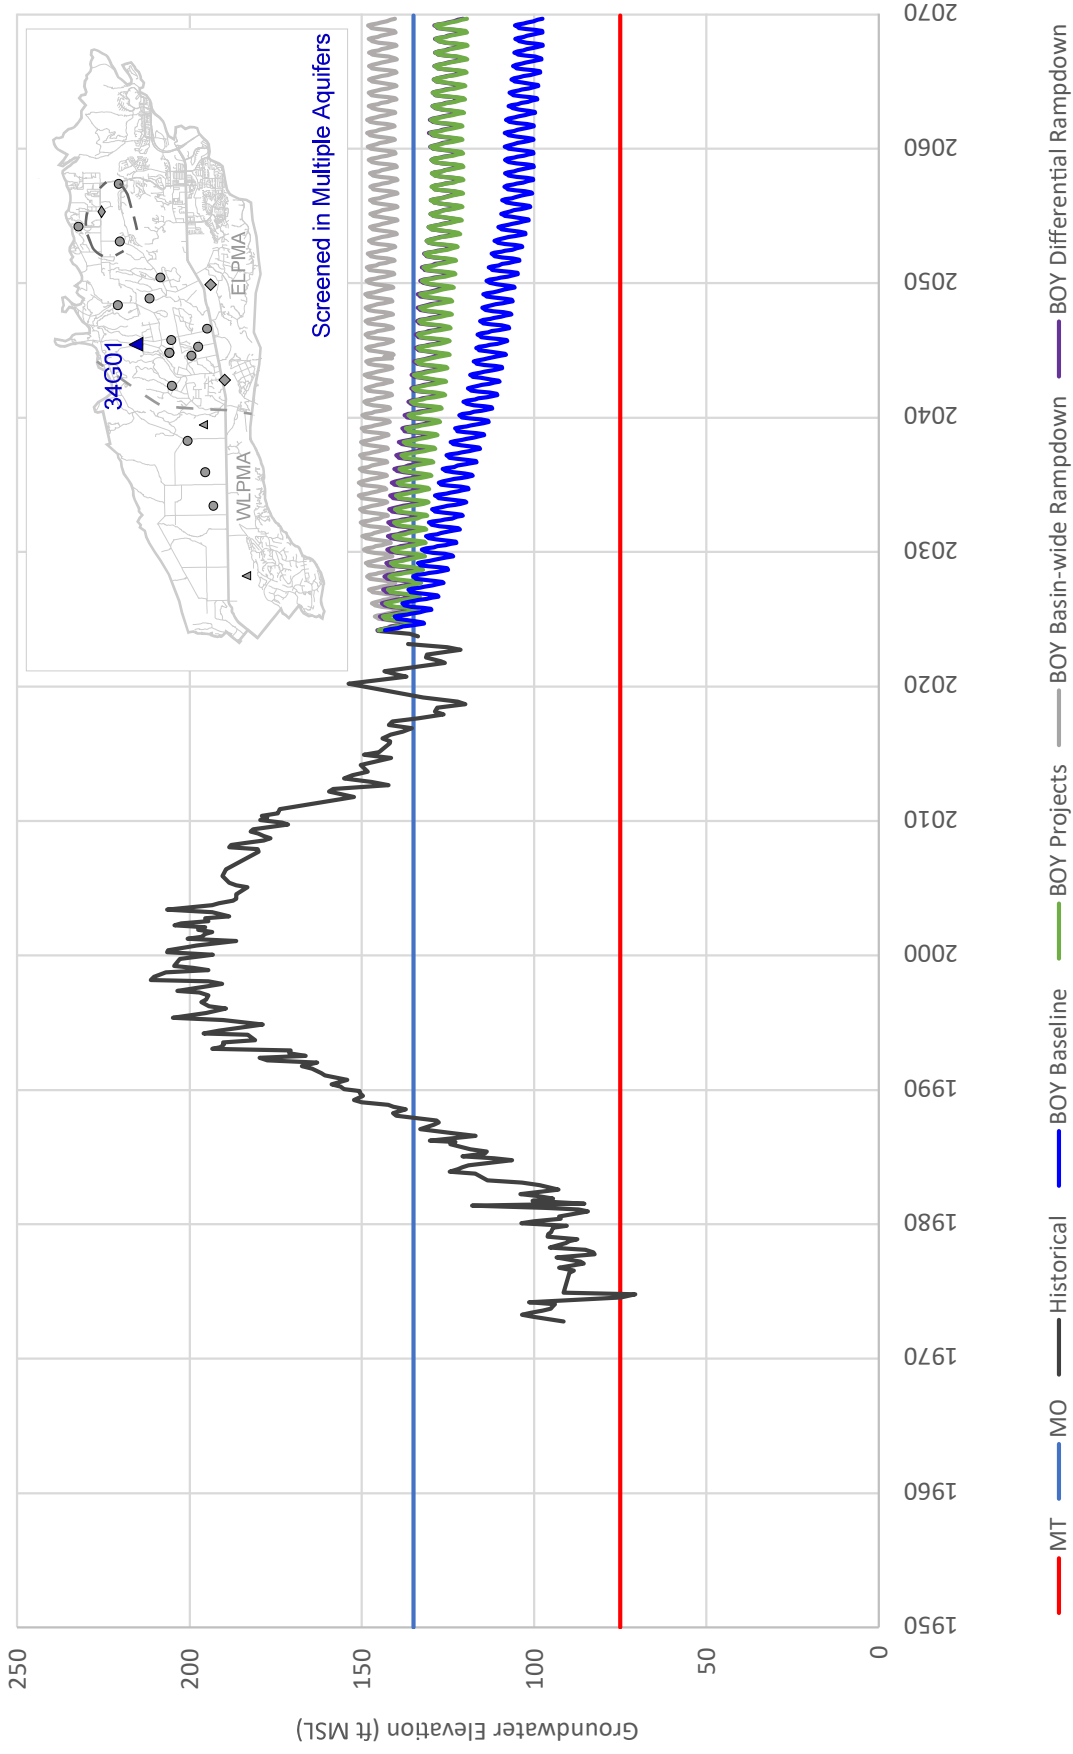 Groundwater Elevation (ft MSL)
250
200
150
100
50
0
1950
1960
1970
1980
1990
2000
2010
2020
2030
2040
2050
2060
2070
34G01
WLPMA
ELPMA
Screened in Multiple Aquifers
MT
MO
Historical
BOY Baseline
BOY Projects
BOY Basin-wide Rampdown
BOY Differential Rampdown